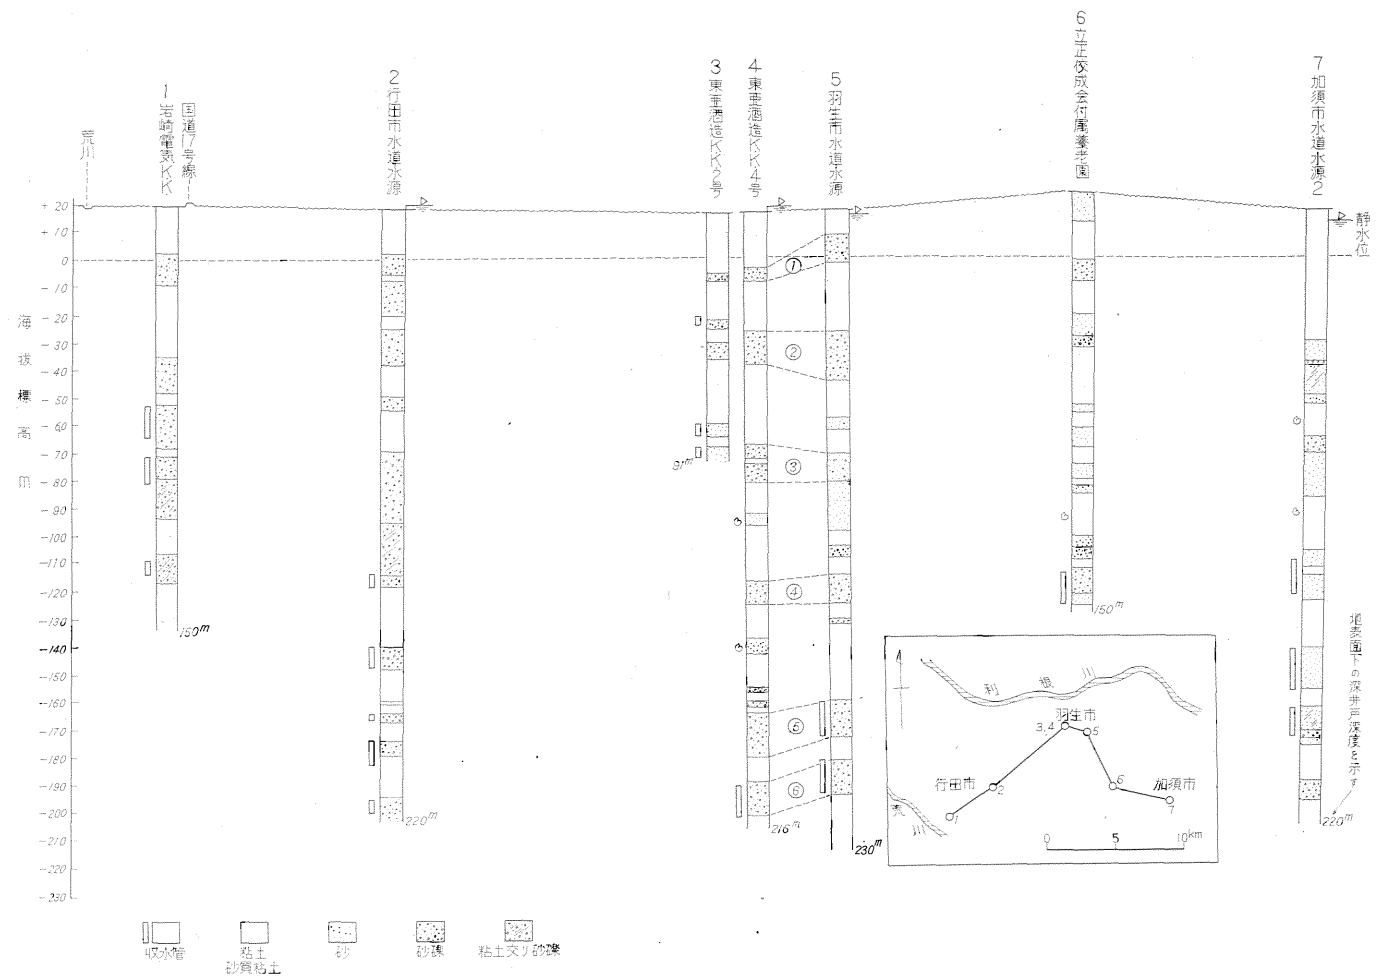 荒川
1 岩崎電気KK
国道17号線
2 行田市水道水源
3 東亜酒造KK2号
4 東亜酒造KK4号
5 羽生市水道水源
6 立正佼成会付属養老園
7 加須市水道水源2
静水位
海抜標高m
+20
+10
0
-10
-20
-30
-40
-50
-60
-70
-80
-90
-100
-110
-120
-130
-140
-150
-160
-170
-180
-190
-200
-210
-220
-230
①
②
③
④
⑤
⑥
150m
220m
91m
216m
230m
150m
220m
地表面下の深井戸深度を示す
利根川
羽生市
3,4
5
行田市
2
6
加須市
7
荒川
1
0 5 10km
収水管
粘土
砂質粘土
砂
砂礫
粘土交り砂礫